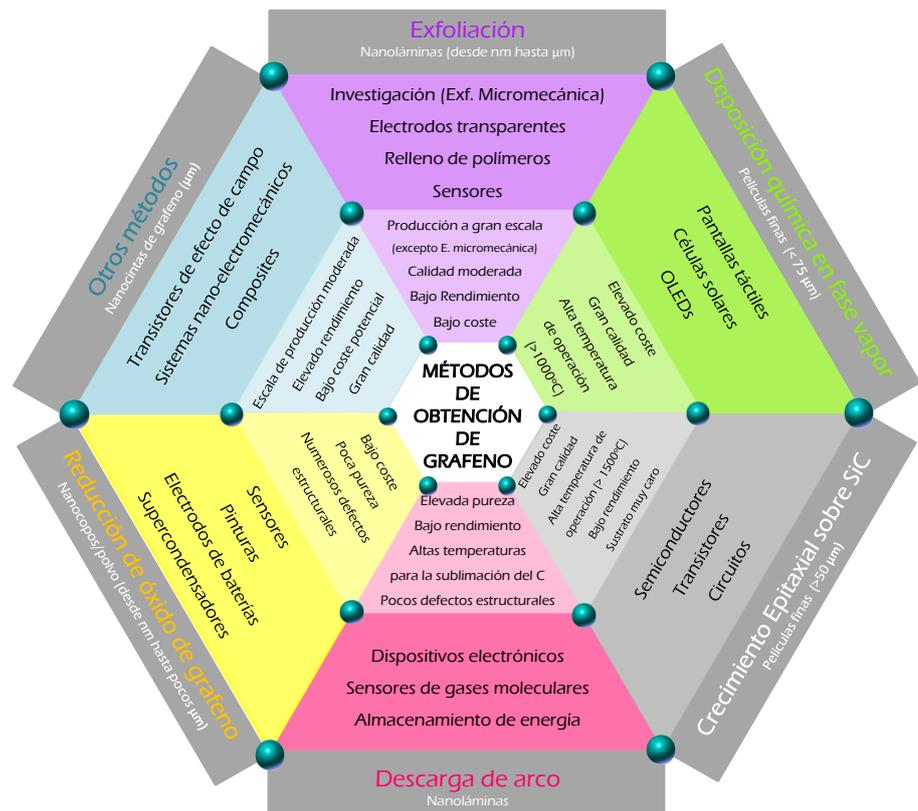 Exfoliación
Nanoláminas (desde nm hasta µm)
Investigación (Exf. Micromecánica)
Electrodos transparentes
Relleno de polímeros
Sensores
Producción a gran escala
(excepto E. micromecánica)
Calidad moderada
Bajo Rendimiento
Bajo coste
Deposición química en fase vapor
Películas finas (< 75 µm)
Pantallas táctiles
Células solares
OLEDs
Elevado coste
Gran calidad
Alta temperatura
de operación
(>1000ºC)
Crecimiento Epitaxial sobre SiC
Películas finas (>50 µm)
Semiconductores
Transistores
Circuitos
Elevado coste
Gran calidad
Alta temperatura de
operación (> 1500ºC)
Bajo rendimiento
Sustrato muy caro
Elevada pureza
Bajo rendimiento
Altas temperaturas
para la sublimación del C
Pocos defectos estructurales
Dispositivos electrónicos
Sensores de gases moleculares
Almacenamiento de energía
Descarga de arco
Nanoláminas
Reducción de óxido de grafeno
Nanocopos/polvo (desde nm hasta pocos µm)
Sensores
Pinturas
Electrodos de baterías
Supercondensadores
Bajo coste
Poca pureza
Numerosos defectos
estructurales
Otros métodos
Nanocintas de grafeno (µm)
Transistores de efecto de campo
Sistemas nano-electromecánicos
Composites
Escala de producción moderada
Elevado rendimiento
Bajo coste potencial
Gran calidad
MÉTODOS
DE
OBTENCIÓN
DE
GRAFENO